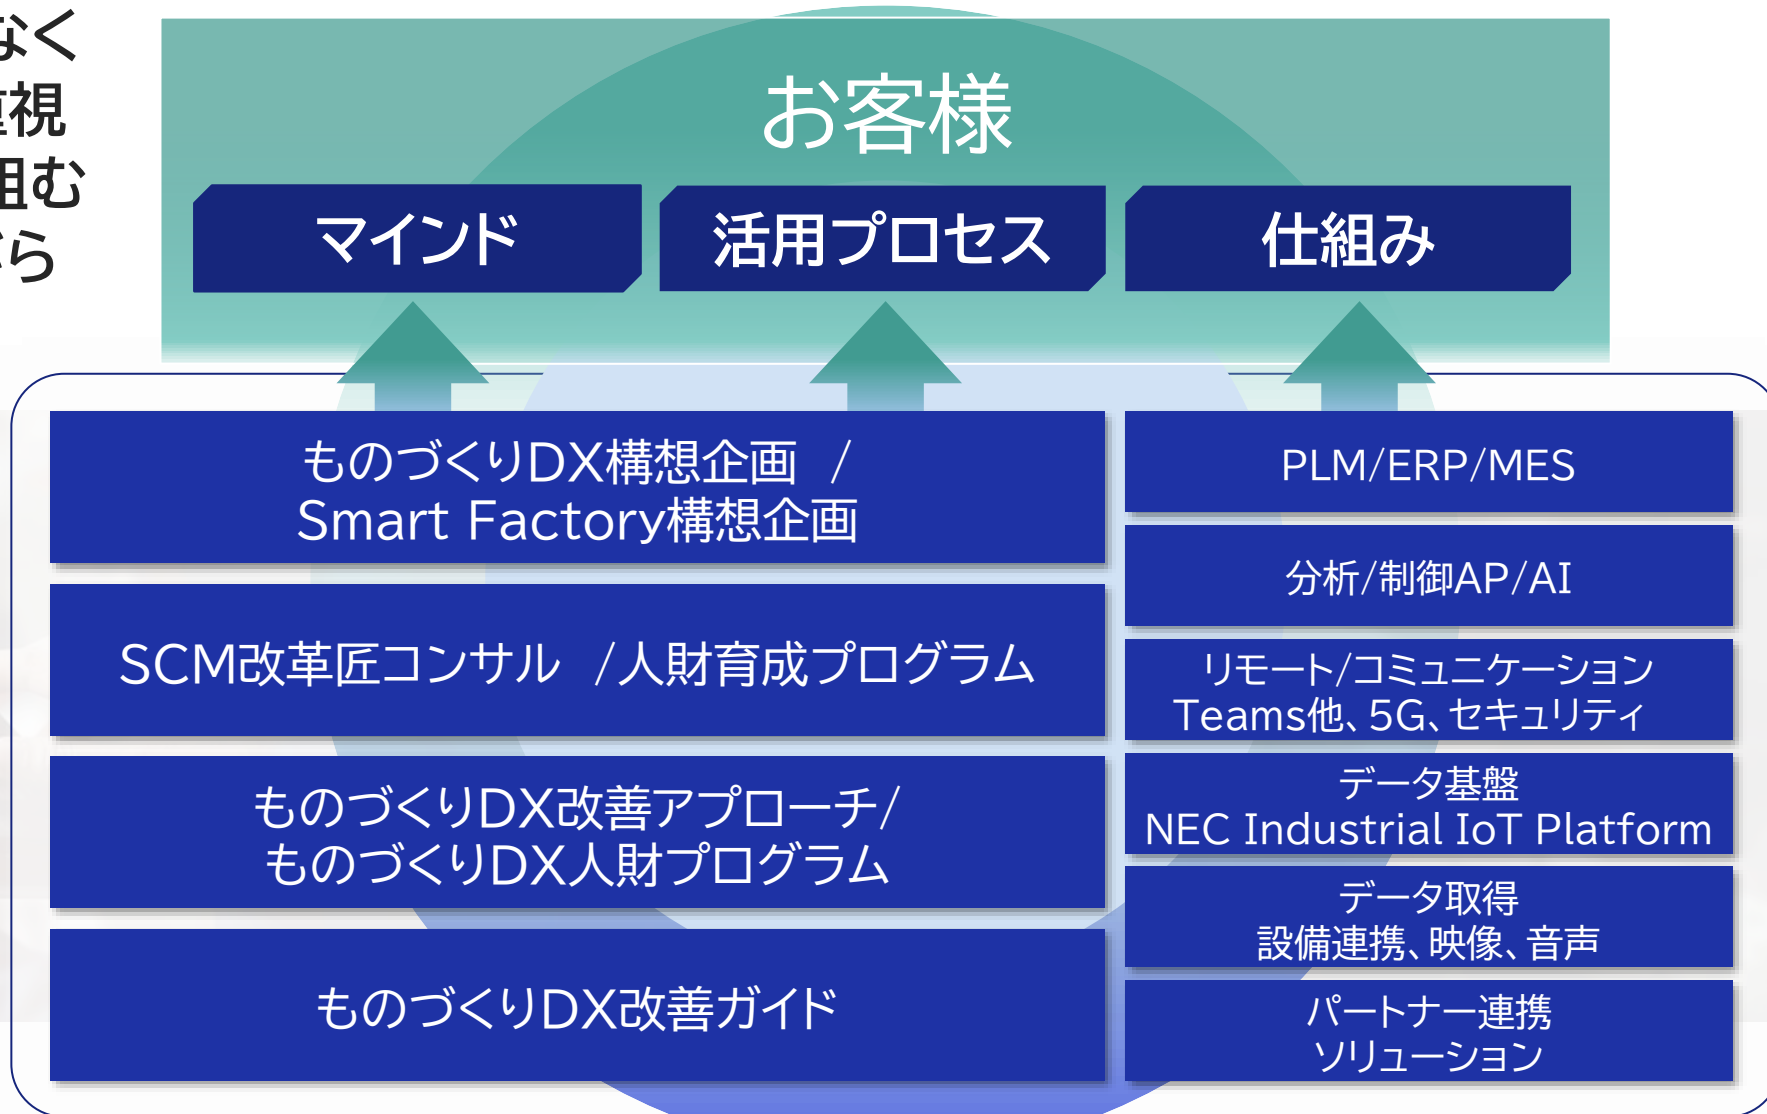 なく
重視
組む
がら
お客様
マインド
活用プロセス
仕組み
ものづくりDX構想企画 /
Smart Factory構想企画
SCM改革匠コンサル /人財育成プログラム
ものづくりDX改善アプローチ/
ものづくりDX人財プログラム
ものづくりDX改善ガイド
PLM/ERP/MES
分析/制御AP/AI
リモート/コミュニケーション
Teams他、5G、セキュリティ
データ基盤
NEC Industrial IoT Platform
データ取得
設備連携、映像、音声
パートナー連携
ソリューション